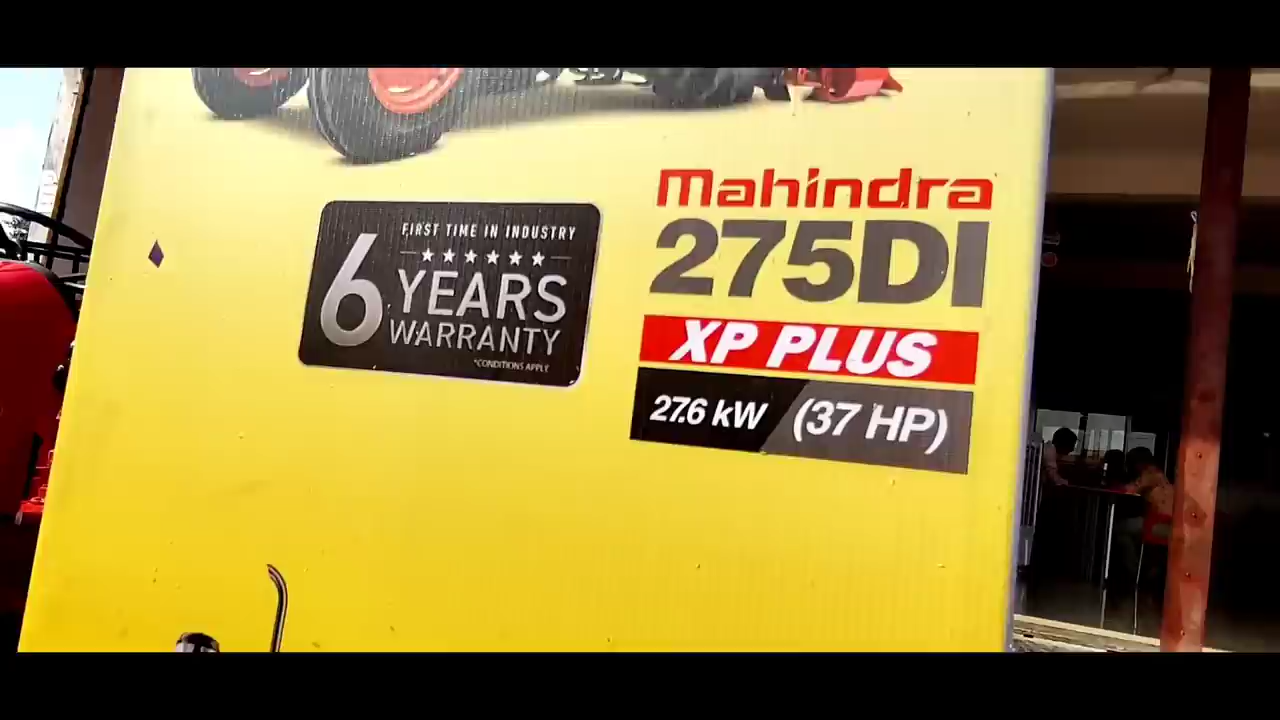 FIRST TIME IN INDUSTRY
6 YEARS
WARRANTY
*CONDITIONS APPLY
Mahindra
275DI
XP PLUS
27.6 kW (37 HP)